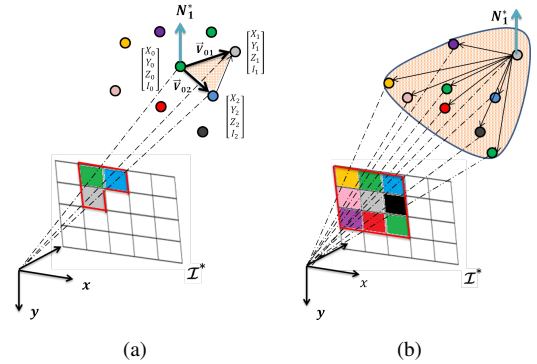 N₁*
[X₀ Y₀ Z₀ I₀]
V⃗₀₁
[X₁ Y₁ Z₁ I₁]
V⃗₀₂
[X₂ Y₂ Z₂ I₂]
x
I*
y
(a)
N₁*
x
I*
y
(b)